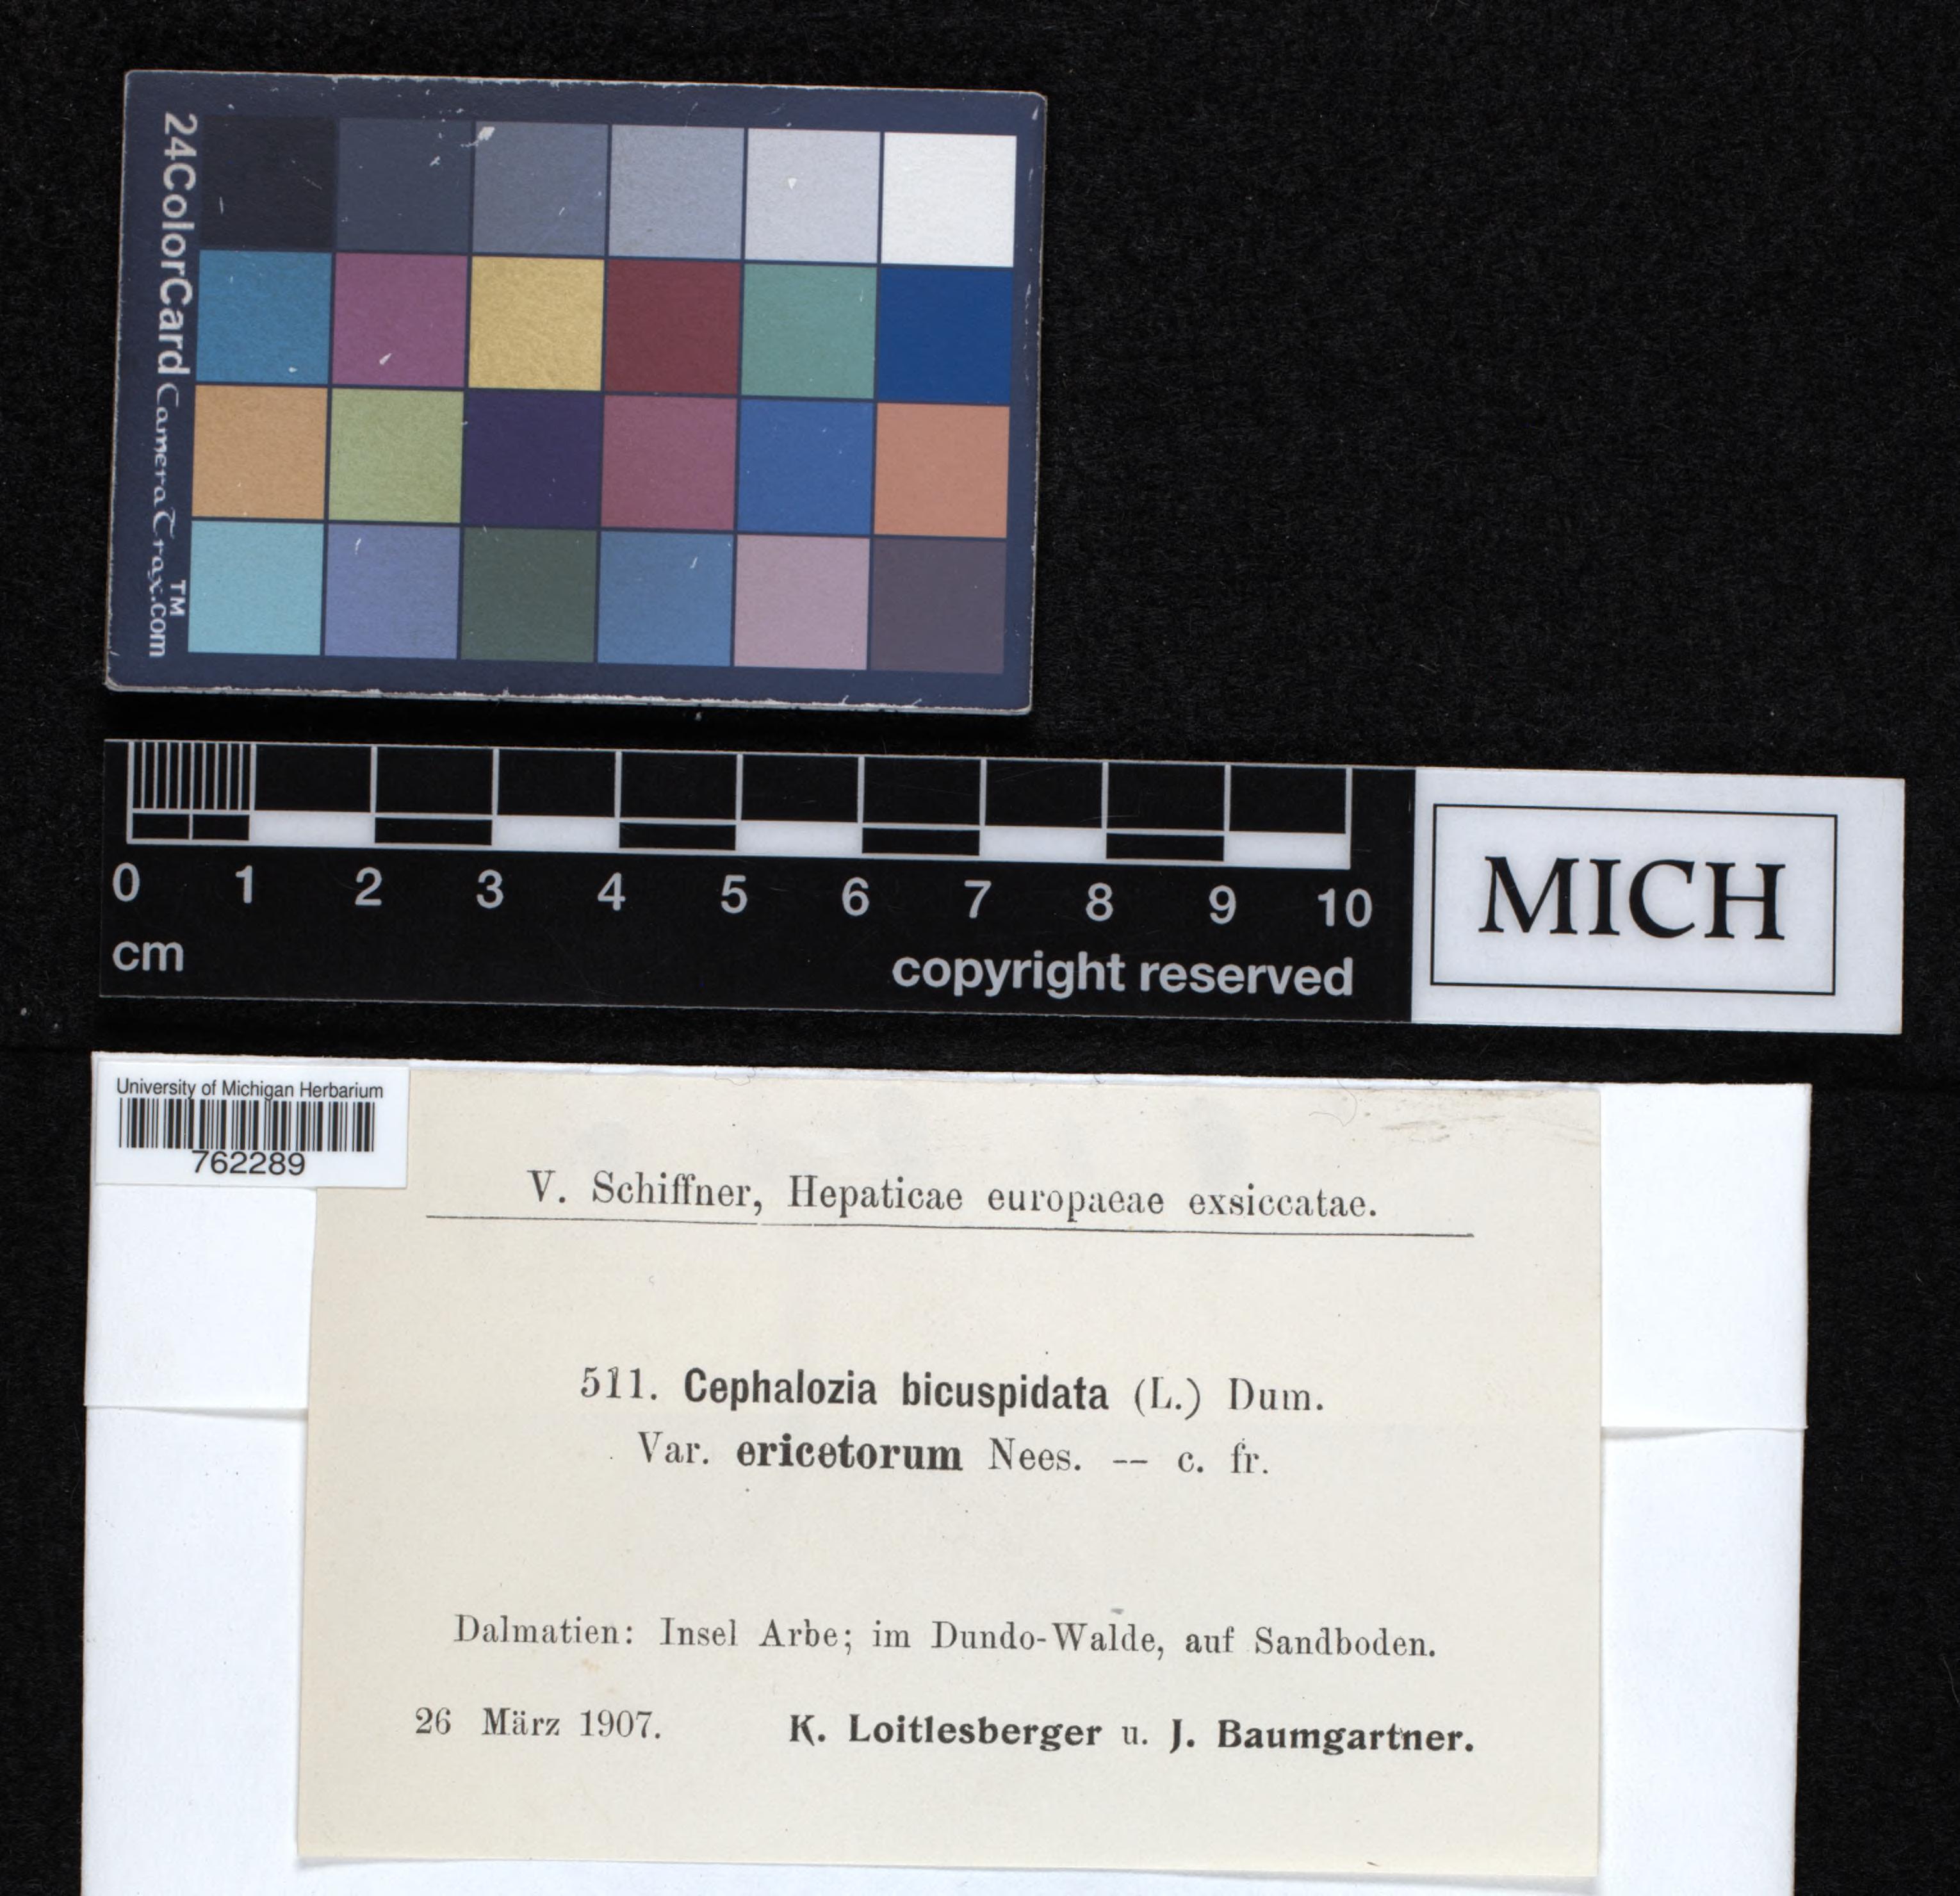 24ColorCard CameraTrax.com ™
0 1 2 3 4 5 6 7 8 9 10
cm copyright reserved
MICH
University of Michigan Herbarium
762289
V. Schiffner, Hepaticae europaeae exsiccatae.
511. Cephalozia bicuspidata (L.) Dum.
Var. ericetorum Nees. -- c. fr.
Dalmatien: Insel Arbe; im Dundo-Walde, auf Sandboden.
26 März 1907. K. Loitlesberger u. J. Baumgartner.